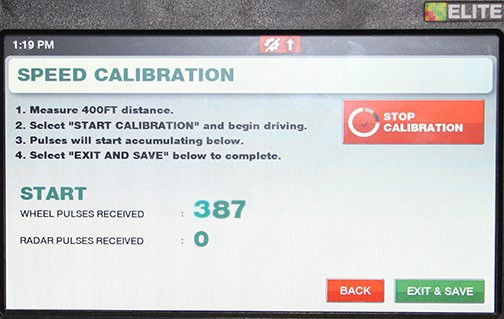 ELITE
1:19 PM
SPEED CALIBRATION
1. Measure 400FT distance.
2. Select "START CALIBRATION" and begin driving.
3. Pulses will start accumulating below.
4. Select "EXIT AND SAVE" below to complete.
STOP
CALIBRATION
START
WHEEL PULSES RECEIVED : 387
RADAR PULSES RECEIVED : 0
BACK
EXIT & SAVE